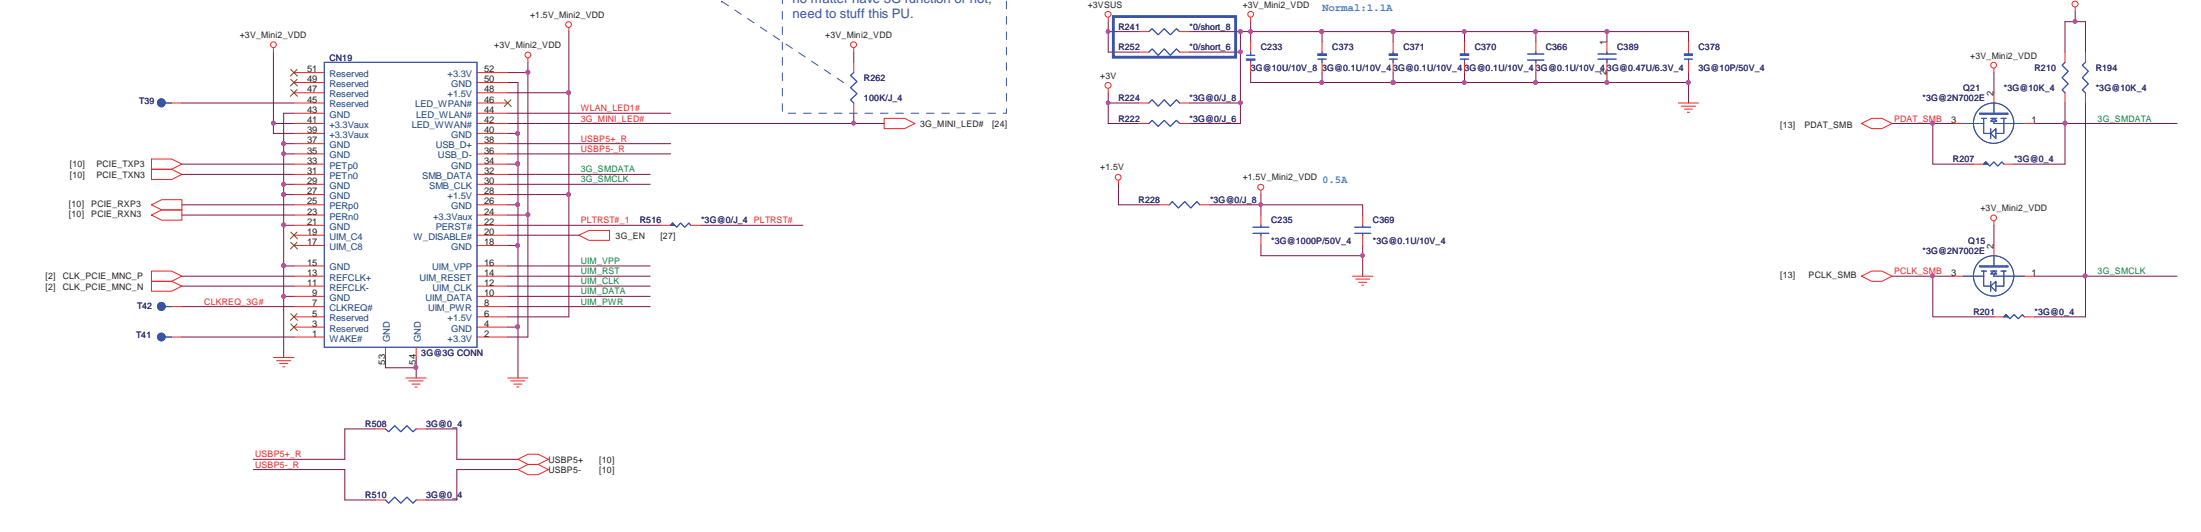 no matter have 3G function or not,
need to stuff this PU.
+1.5V_Mini2_VDD
+3V_Mini2_VDD
+3V_Mini2_VDD
+3V_Mini2_VDD
R262
100K/J_4
CN19
51 Reserved
49 Reserved
47 Reserved
45 Reserved
43 GND
41 +3.3Vaux
39 +3.3Vaux
37 GND
35 GND
33 PETp0
31 PETn0
29 GND
27 GND
25 PERp0
23 PERn0
21 GND
19 UIM_C4
17 UIM_C8
15 GND
13 REFCLK+
11 REFCLK-
9 GND
7 CLKREQ#
5 Reserved
3 Reserved
1 WAKE#
+3.3V 52
GND 50
+1.5V 48
LED_WPAN# 46
LED_WLAN# 44
LED_WWAN# 42
GND 40
USB_D+ 38
USB_D- 36
GND 34
SMB_DATA 32
SMB_CLK 30
+1.5V 28
GND 26
+3.3Vaux 24
PERST# 22
W_DISABLE# 20
GND 18
UIM_VPP 16
UIM_RESET 14
UIM_CLK 12
UIM_DATA 10
UIM_PWR 8
+1.5V 6
GND 4
+3.3V 2
GND 53
GND 54
3G@3G CONN
T39
[10] PCIE_TXP3
[10] PCIE_TXN3
[10] PCIE_RXP3
[10] PCIE_RXN3
[2] CLK_PCIE_MNC_P
[2] CLK_PCIE_MNC_N
T42 CLKREQ_3G#
T41
WLAN_LED1#
3G_MINI_LED#
3G_MINI_LED# [24]
USBP5+_R
USBP5-_R
3G_SMDATA
3G_SMCLK
PLTRST#_1 R516 *3G@0/J_4 PLTRST#
3G_EN [27]
UIM_VPP
UIM_RST
UIM_CLK
UIM_DATA
UIM_PWR
R508 3G@0_4
USBP5+_R
USBP5-_R
USBP5+ [10]
USBP5- [10]
R510 3G@0_4
+3VSUS
+3V_Mini2_VDD Normal:1.1A
R241 *0/short_8
R252 *0/short_6
C233 C373 C371 C370 C366 C389 C378
1
2
3G@10U/10V_8 3G@0.1U/10V_4 3G@0.1U/10V_4 3G@0.1U/10V_4 3G@0.1U/10V_4 3G@0.47U/6.3V_4 3G@10P/50V_4
+3V
R224 *3G@0/J_8
R222 *3G@0/J_6
+1.5V
+1.5V_Mini2_VDD 0.5A
R228 *3G@0/J_8
C235 C369
*3G@1000P/50V_4 *3G@0.1U/10V_4
+3V_Mini2_VDD
R210 R194
*3G@10K_4 *3G@10K_4
Q21
*3G@2N7002E
2
[13] PDAT_SMB PDAT_SMB 3 1 3G_SMDATA
R207 *3G@0_4
+3V_Mini2_VDD
Q15
*3G@2N7002E
2
[13] PCLK_SMB PCLK_SMB 3 1 3G_SMCLK
R201 *3G@0_4